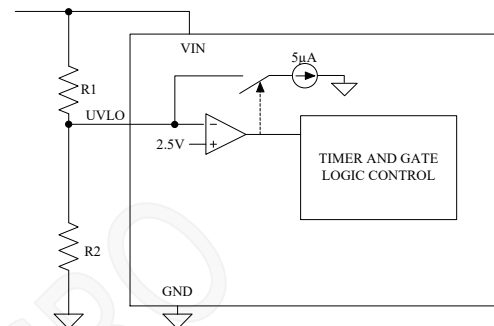 VIN
5µA
R1
UVLO
2.5V
−
+
TIMER AND GATE
LOGIC CONTROL
R2
GND